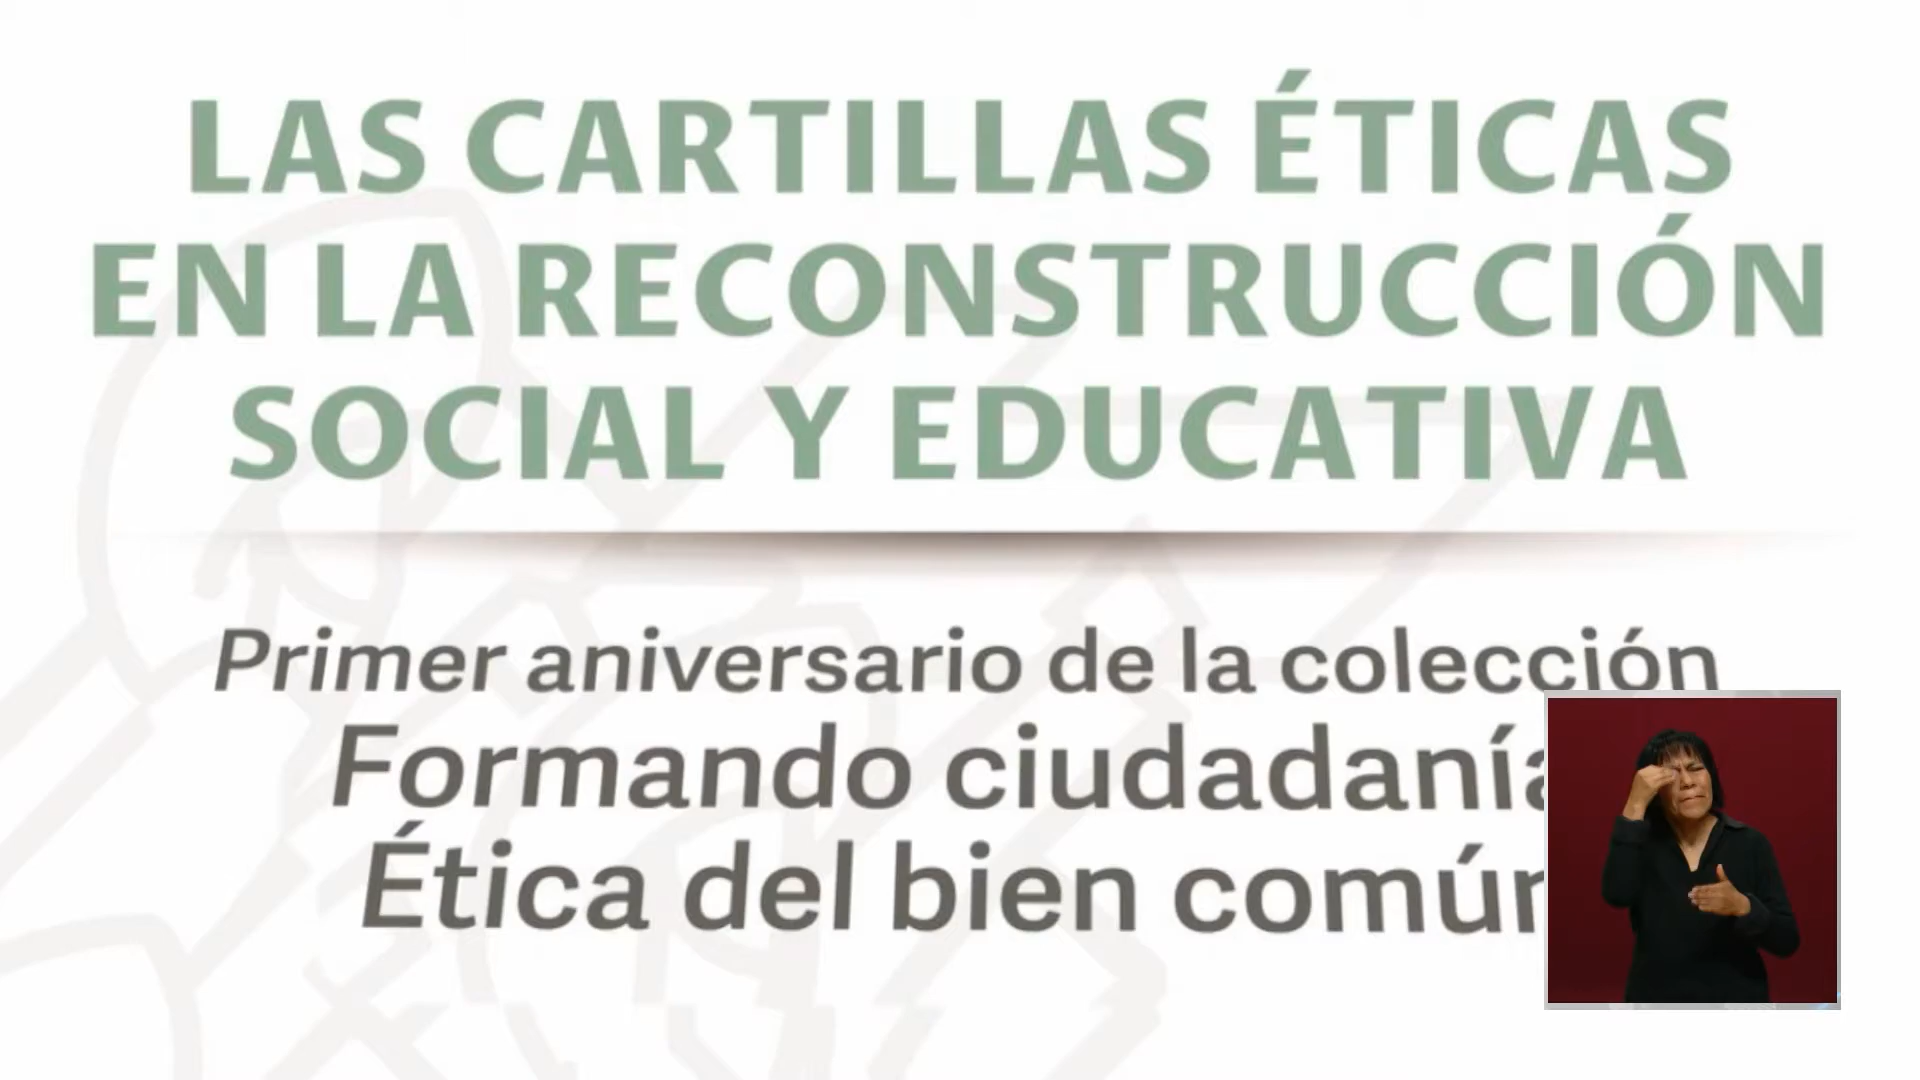 LAS CARTILLAS ÉTICAS
EN LA RECONSTRUCCIÓN
SOCIAL Y EDUCATIVA
Primer aniversario de la colección
Formando ciudadanía
Ética del bien común